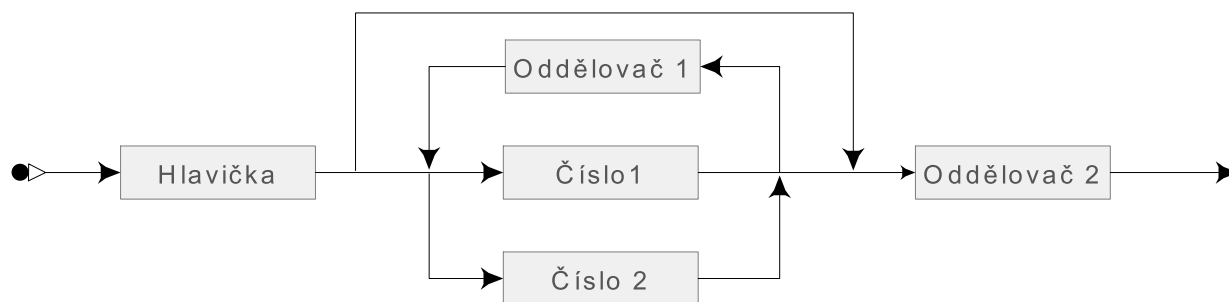 Oddělovač 1
Hlavička
Číslo1
Oddělovač 2
Číslo 2